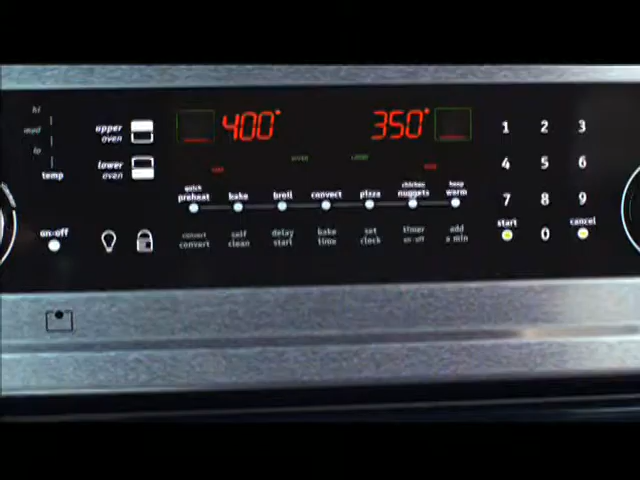 hi
med
lo
temp
upper
oven
lower
oven
on•off
400°
350°
quick
preheat
bake
broil
convect
pizza
chicken
nuggets
keep
warm
convect
convert
self
clean
delay
start
bake
time
set
clock
timer
on•off
add
a min
1 2 3
4 5 6
7 8 9
start 0 cancel